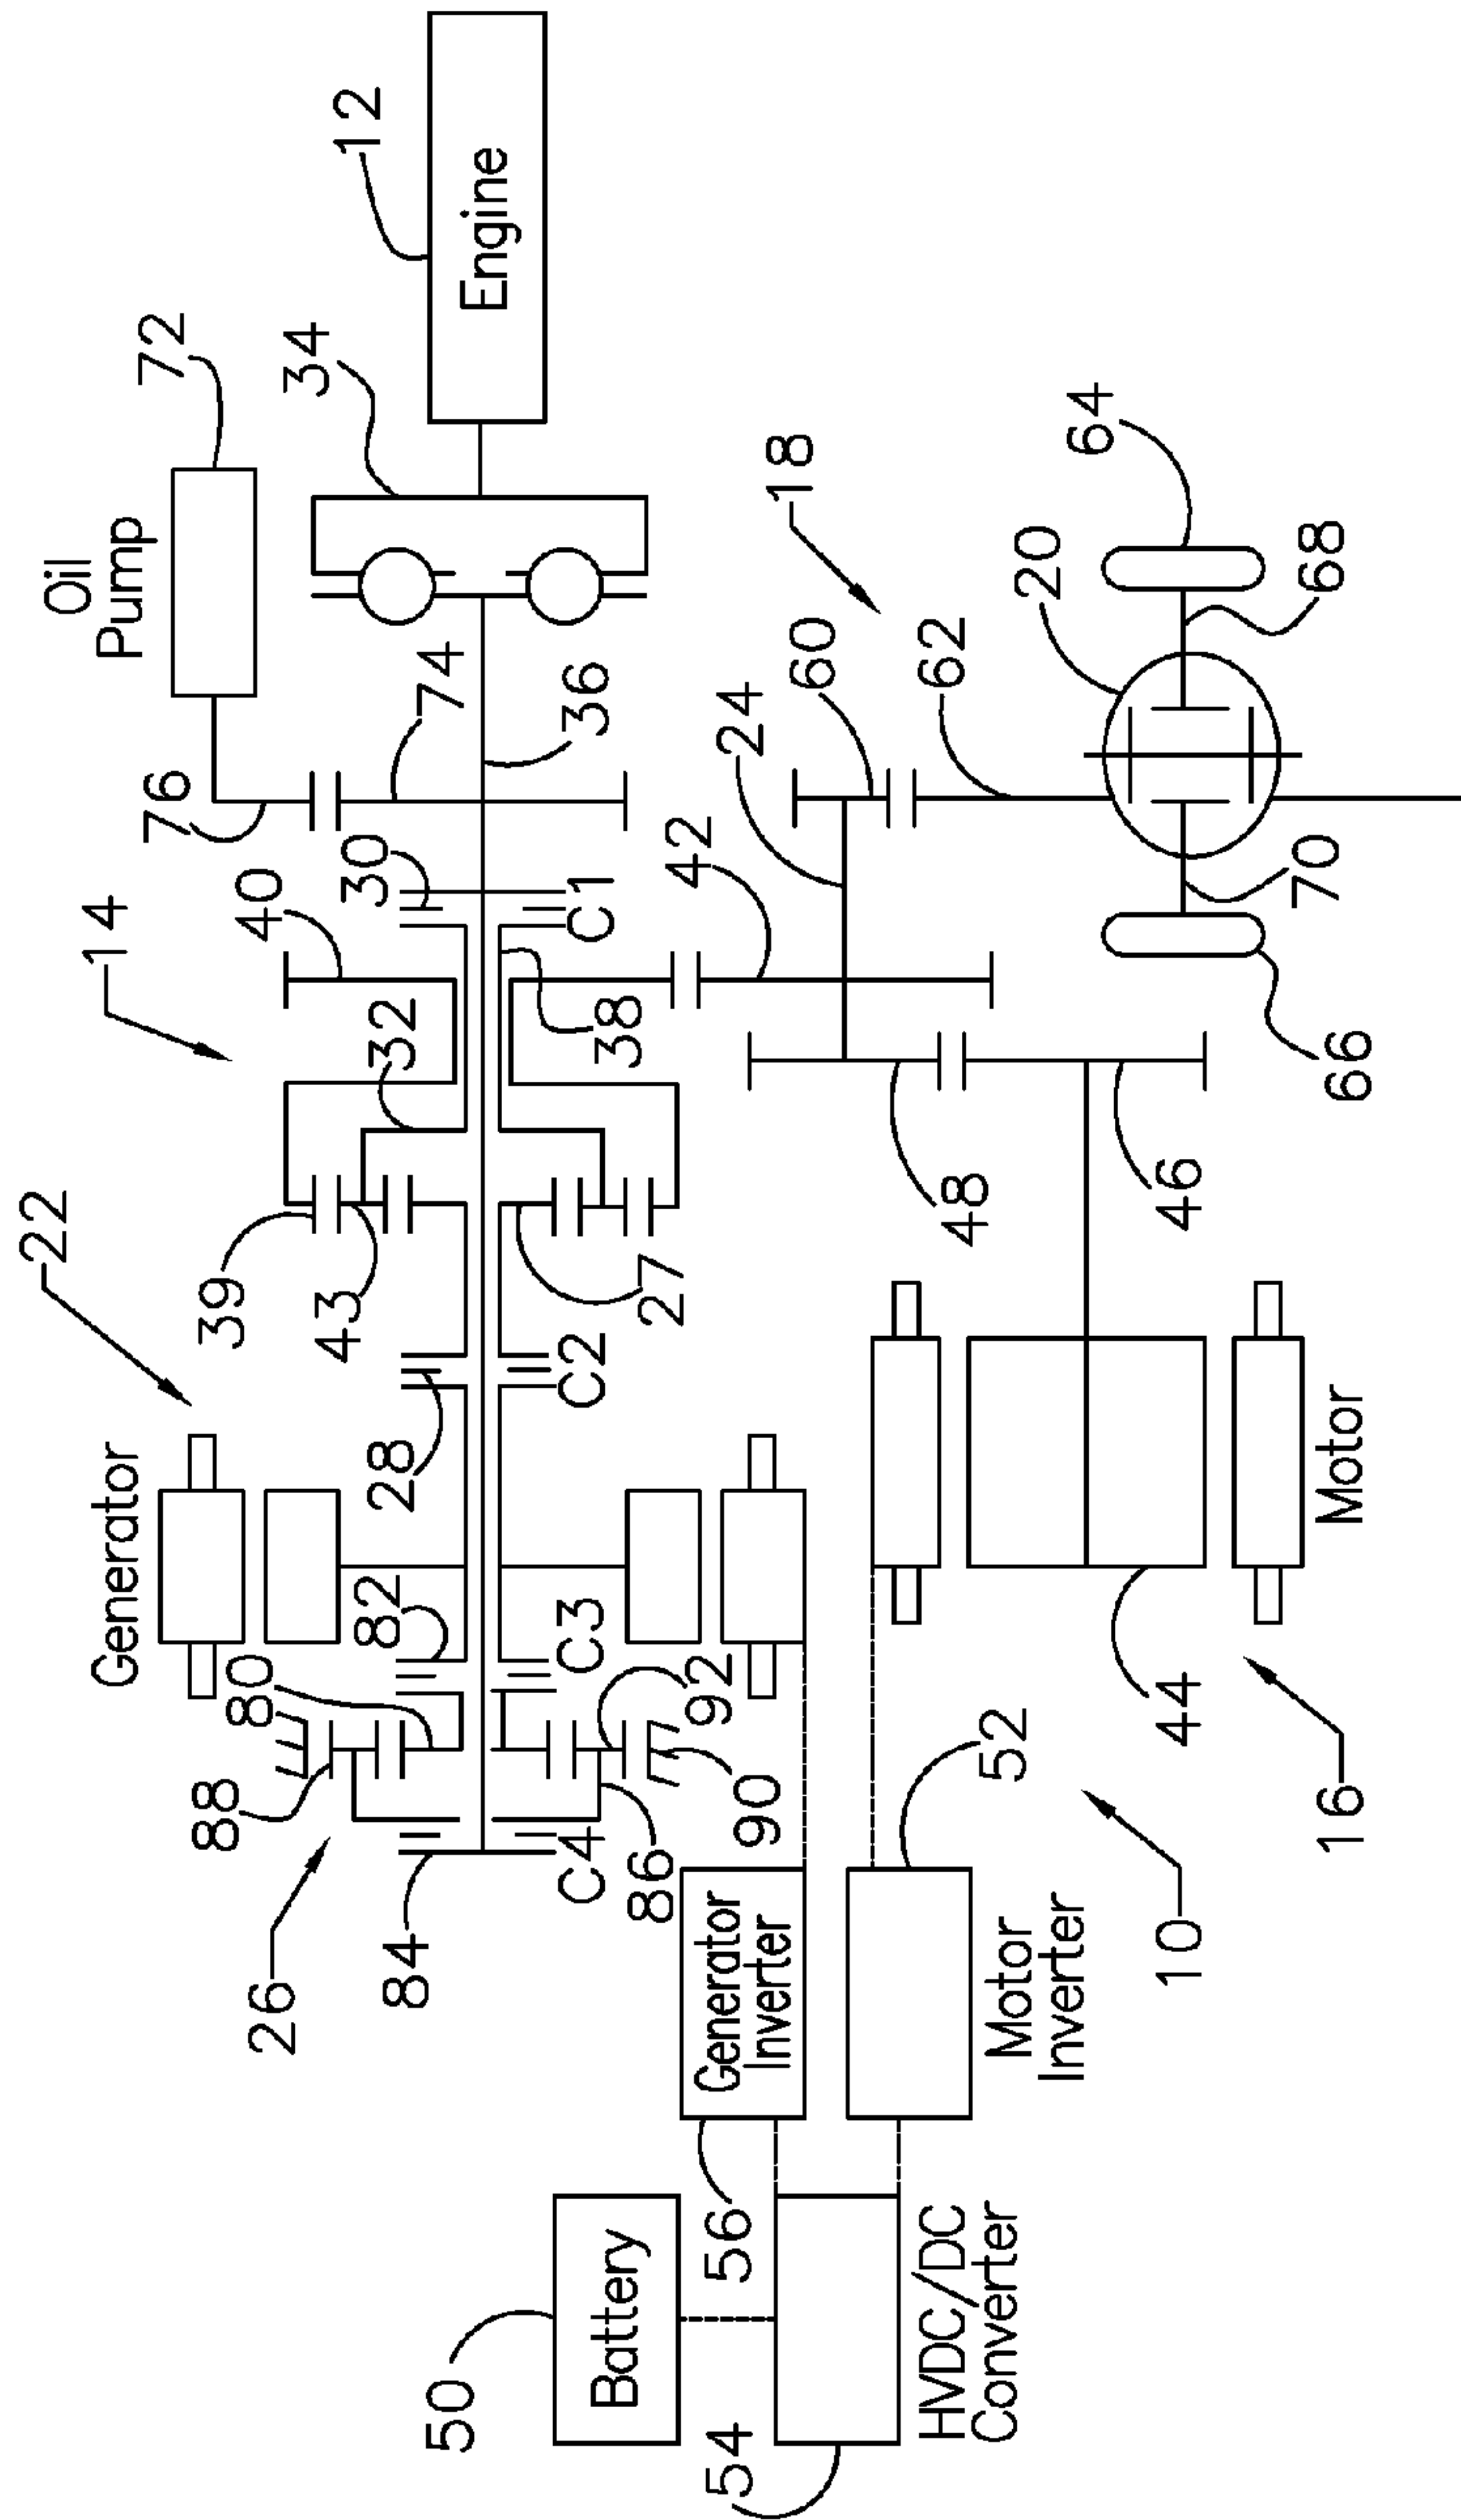 12
Engine
34
72
Oil
Pump
74
36
76
30
C1
40
14
32
38
42
24
60
18
62
20
64
68
70
66
48
46
22
39
43
27
C2
28
Generator
82
C3
80
92
88
90
86
C4
84
26
Motor
44
16
10
52
Generator
Inverter
Motor
Inverter
56
Battery
50
54
HVDC/DC
Converter